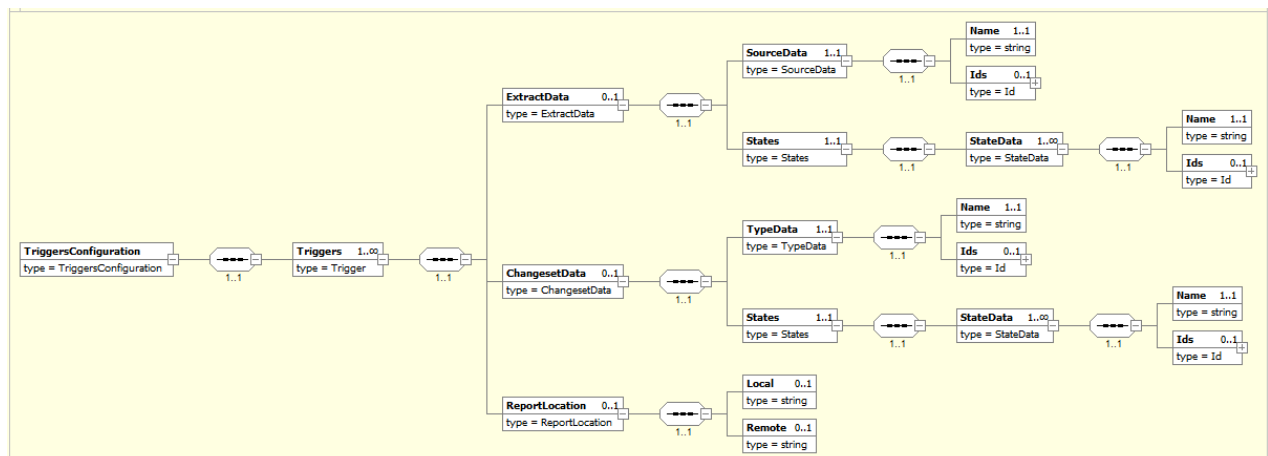 Name 1..1
type = string
SourceData 1..1
type = SourceData
1..1
Ids 0..1
type = Id
ExtractData 0..1
type = ExtractData
1..1
Name 1..1
type = string
States 1..1
type = States
1..1
StateData 1..∞
type = StateData
1..1
Ids 0..1
type = Id
Name 1..1
type = string
TypeData 1..1
type = TypeData
1..1
Ids 0..1
type = Id
TriggersConfiguration
type = TriggersConfiguration
1..1
Triggers 1..∞
type = Trigger
1..1
ChangesetData 0..1
type = ChangesetData
1..1
Name 1..1
type = string
States 1..1
type = States
1..1
StateData 1..∞
type = StateData
1..1
Ids 0..1
type = Id
Local 0..1
type = string
ReportLocation 0..1
type = ReportLocation
1..1
Remote 0..1
type = string